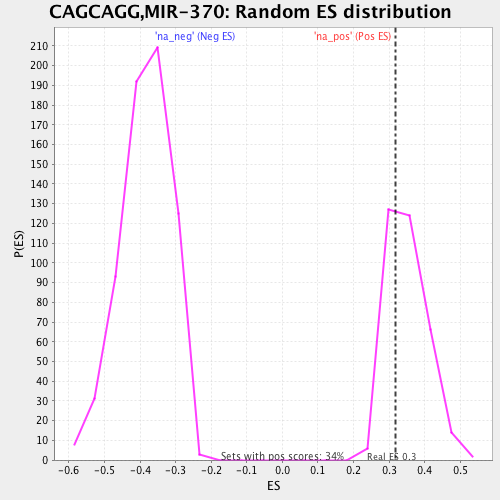 CAGCAGG,MIR-370: Random ES distribution
'na_neg' (Neg ES)
'na_pos' (Pos ES)
P(ES)
210
200
190
180
170
160
150
140
130
120
110
100
90
80
70
60
50
40
30
20
10
0
Sets with pos scores: 34%
Real ES 0.3
-0.6 -0.5 -0.4 -0.3 -0.2 -0.1 0.0 0.1 0.2 0.3 0.4 0.5
ES